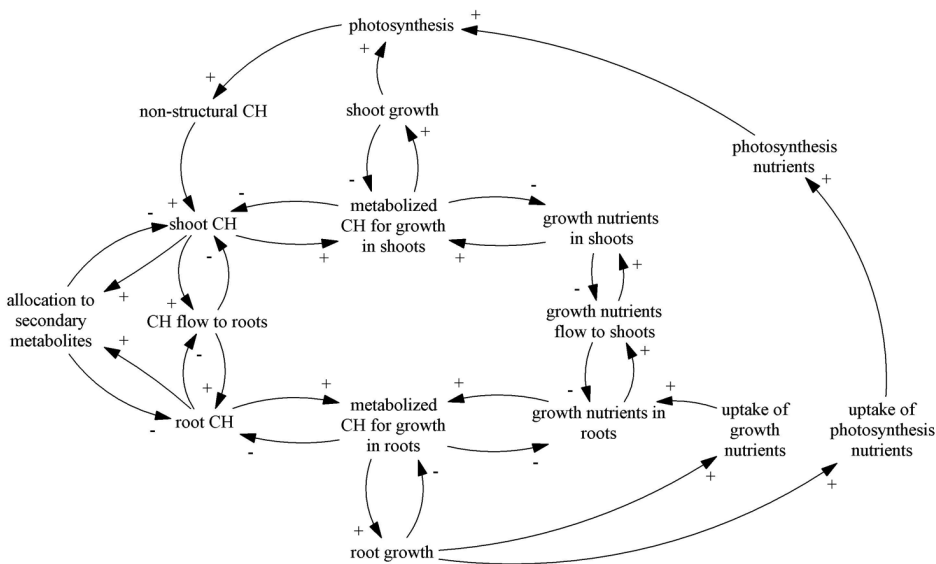 photosynthesis
+
+
+
non-structural CH
shoot growth
+
photosynthesis
nutrients
+
-
-
-
-
+
metabolized
CH for growth
in shoots
shoot CH
growth nutrients
in shoots
-
+
+
+
-
+
allocation to
secondary
metabolites
+
CH flow to roots
-
growth nutrients
flow to shoots
+
-
+
+
+
+
-
+
root CH
metabolized
CH for growth
in roots
growth nutrients in
roots
uptake of
growth
nutrients
uptake of
photosynthesis
nutrients
-
-
-
-
+
+
+
root growth